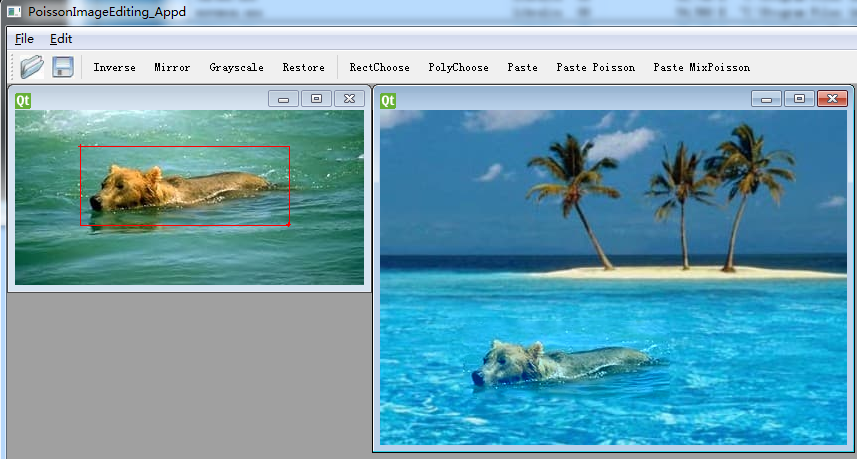 PoissonImageEditing_Appd
File Edit
Inverse Mirror Grayscale Restore RectChoose PolyChoose Paste Paste Poisson Paste MixPoisson
Qt Qt